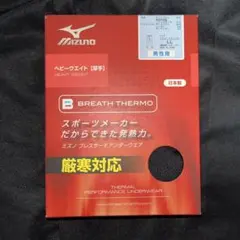 MIZUNO
ヘビーウエイト [厚手]
HEAVY WEIGHT
男性用
日本製
B BREATH THERMO
スポーツメーカー
だからできた発熱力。
ミズノ ブレスサーモアンダーウエア
厳寒対応
THERMAL
PERFORMANCE UNDERWEAR